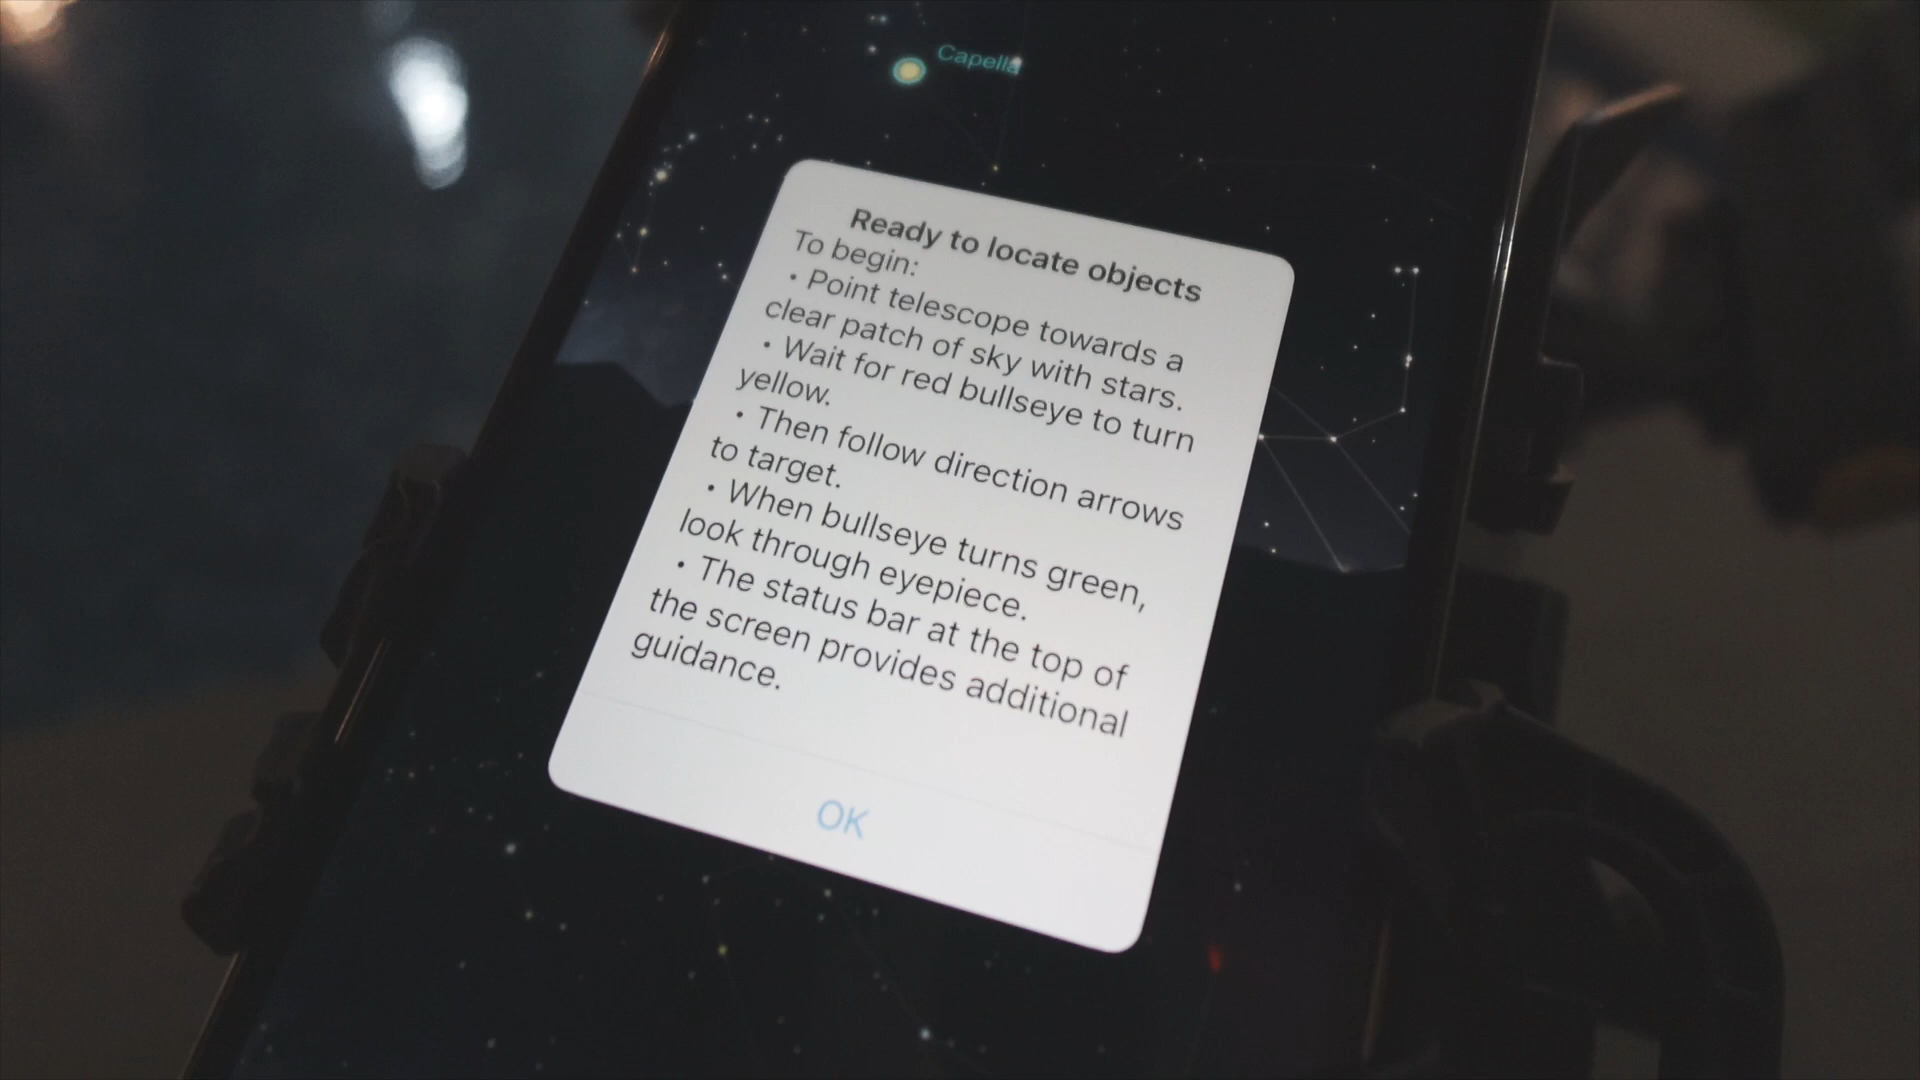 Capella
Ready to locate objects
To begin:
• Point telescope towards a
clear patch of sky with stars.
• Wait for red bullseye to turn
yellow.
• Then follow direction arrows
to target.
• When bullseye turns green,
look through eyepiece.
• The status bar at the top of
the screen provides additional
guidance.
OK